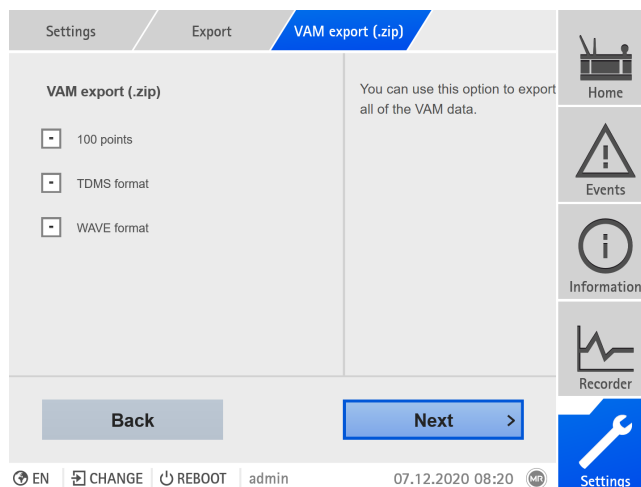 Settings
Export
VAM export (.zip)
VAM export (.zip)
100 points
TDMS format
WAVE format
You can use this option to export
all of the VAM data.
Back
Next
Home
Events
Information
Recorder
Settings
EN
CHANGE
REBOOT
admin
07.12.2020 08:20
MR